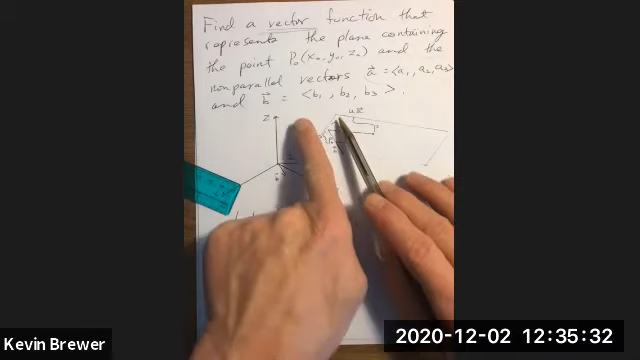 Find a vector function that
represents the plane containing
the point P₀(x₀, y₀, z₀) and the
nonparallel vectors a⃗ = <a₁, a₂, a₃>
and b⃗ = <b₁, b₂, b₃>.
z
u a⃗
b⃗
Kevin Brewer
2020-12-02 12:35:32